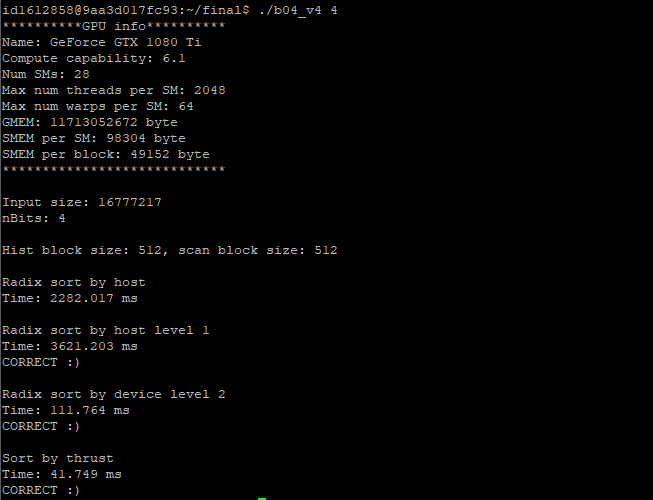 id1612858@9aa3d017fc93:~/final$ ./b04_v4 4
**********GPU info**********
Name: GeForce GTX 1080 Ti
Compute capability: 6.1
Num SMs: 28
Max num threads per SM: 2048
Max num warps per SM: 64
GMEM: 11713052672 byte
SMEM per SM: 98304 byte
SMEM per block: 49152 byte
****************************
Input size: 16777217
nBits: 4
Hist block size: 512, scan block size: 512
Radix sort by host
Time: 2282.017 ms
Radix sort by host level 1
Time: 3621.203 ms
CORRECT :)
Radix sort by device level 2
Time: 111.764 ms
CORRECT :)
Sort by thrust
Time: 41.749 ms
CORRECT :)